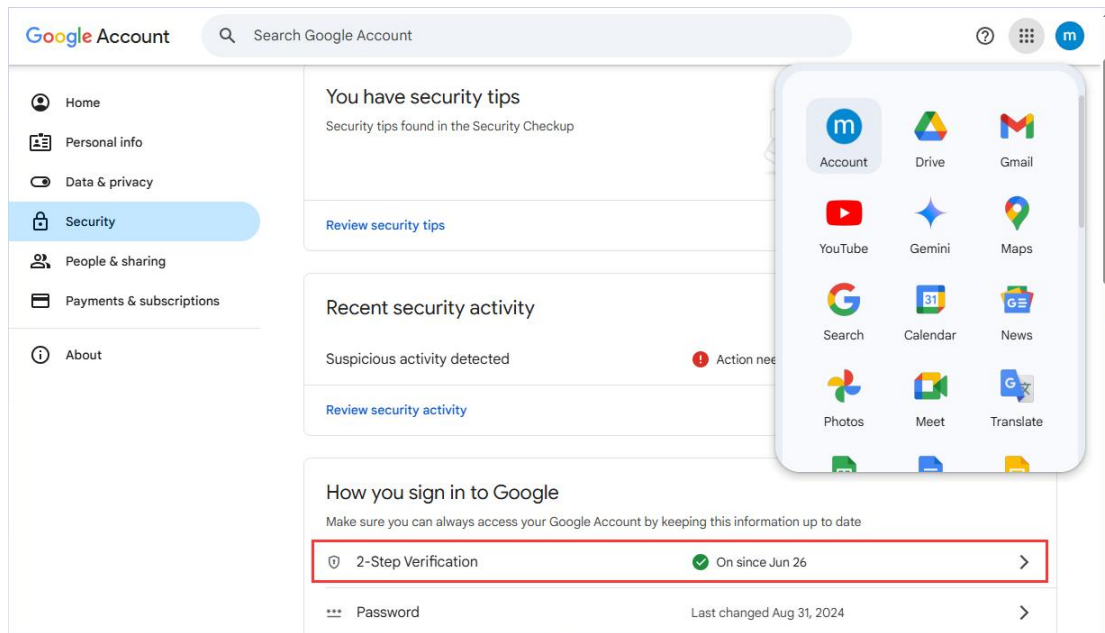 Google Account
Search Google Account
m
Home
Personal info
Data & privacy
Security
People & sharing
Payments & subscriptions
About
You have security tips
Security tips found in the Security Checkup
Review security tips
Recent security activity
Suspicious activity detected
Action nee
Review security activity
How you sign in to Google
Make sure you can always access your Google Account by keeping this information up to date
2-Step Verification
On since Jun 26
Password
Last changed Aug 31, 2024
m
Account
Drive
Gmail
YouTube
Gemini
Maps
31
GE
Search
Calendar
News
G 文
Photos
Meet
Translate